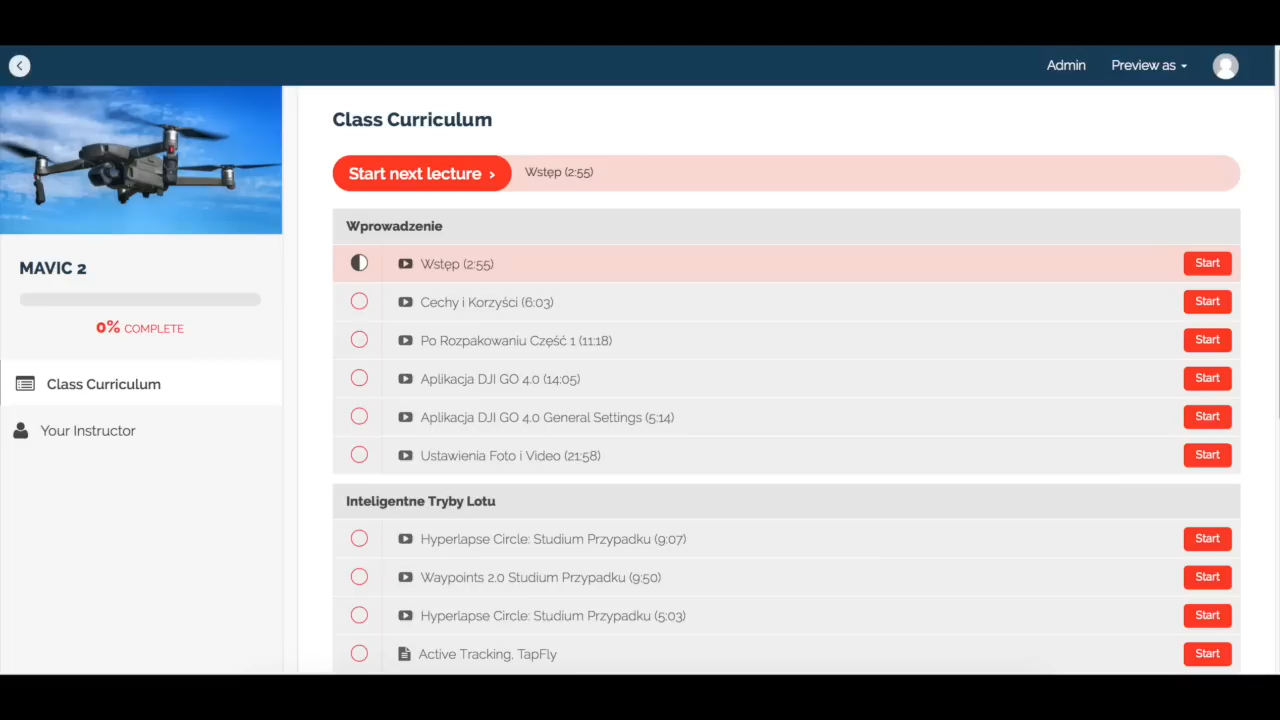 Admin Preview as
Class Curriculum
Start next lecture › Wstęp (2:55)
MAVIC 2
0% COMPLETE
Class Curriculum
Your Instructor
Wprowadzenie
Wstęp (2:55) Start
Cechy i Korzyści (6:03) Start
Po Rozpakowaniu Część 1 (11:18) Start
Aplikacja DJI GO 4.0 (14:05) Start
Aplikacja DJI GO 4.0 General Settings (5:14) Start
Ustawienia Foto i Video (21:58) Start
Inteligentne Tryby Lotu
Hyperlapse Circle: Studium Przypadku (9:07) Start
Waypoints 2.0 Studium Przypadku (9:50) Start
Hyperlapse Circle: Studium Przypadku (5:03) Start
Active Tracking, TapFly Start